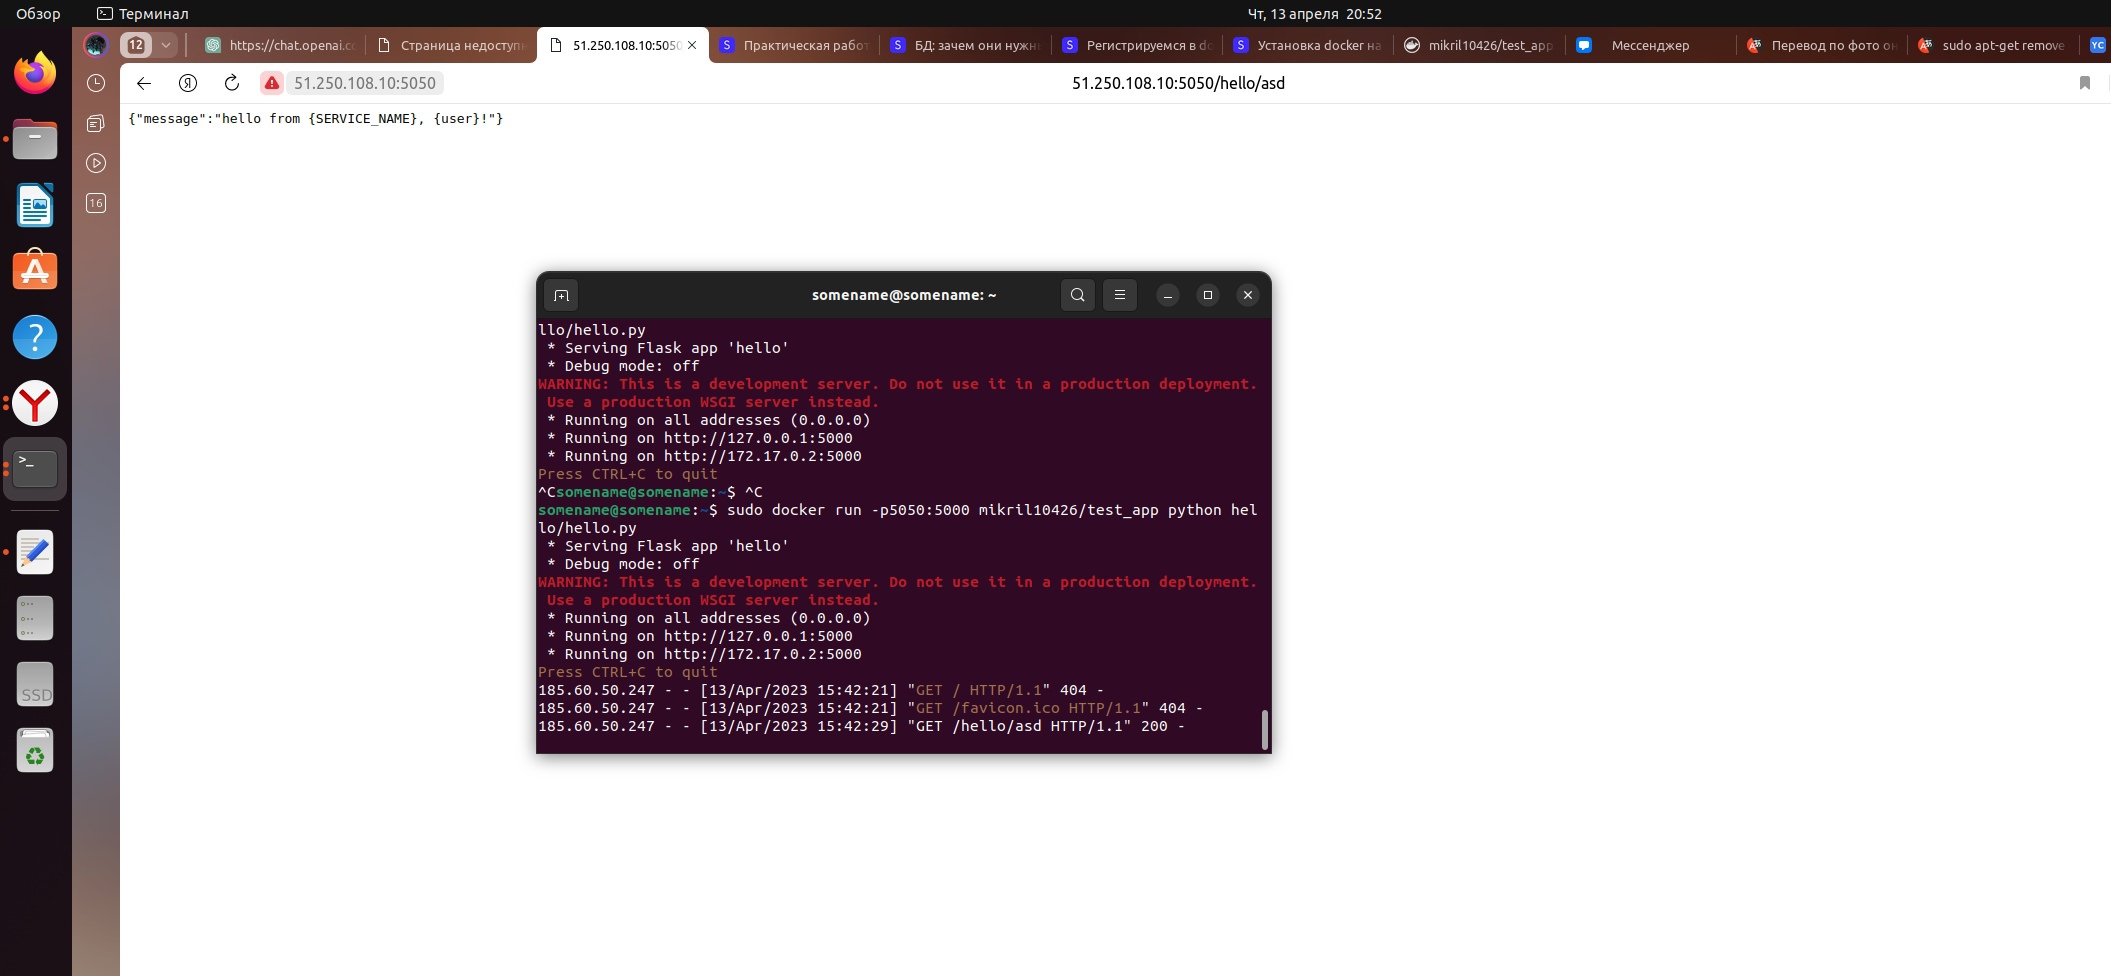 Обзор
Терминал
Чт, 13 апреля 20:52
12
https://chat.openai.cc
Страница недоступн
51.250.108.10:5050
Практическая работ
БД: зачем они нужн
Регистрируемся в do
Установка docker на
mikril10426/test_app
Мессенджер
Перевод по фото он
sudo apt-get remove
YC
51.250.108.10:5050
51.250.108.10:5050/hello/asd
{"message":"hello from {SERVICE_NAME}, {user}!"}
16
somename@somename: ~
llo/hello.py
* Serving Flask app 'hello'
* Debug mode: off
WARNING: This is a development server. Do not use it in a production deployment.
Use a production WSGI server instead.
* Running on all addresses (0.0.0.0)
* Running on http://127.0.0.1:5000
* Running on http://172.17.0.2:5000
Press CTRL+C to quit
^Csomename@somename:~$ ^C
somename@somename:~$ sudo docker run -p5050:5000 mikril10426/test_app python hel
lo/hello.py
* Serving Flask app 'hello'
* Debug mode: off
WARNING: This is a development server. Do not use it in a production deployment.
Use a production WSGI server instead.
* Running on all addresses (0.0.0.0)
* Running on http://127.0.0.1:5000
* Running on http://172.17.0.2:5000
Press CTRL+C to quit
185.60.50.247 - - [13/Apr/2023 15:42:21] "GET / HTTP/1.1" 404 -
185.60.50.247 - - [13/Apr/2023 15:42:21] "GET /favicon.ico HTTP/1.1" 404 -
185.60.50.247 - - [13/Apr/2023 15:42:29] "GET /hello/asd HTTP/1.1" 200 -
SSD